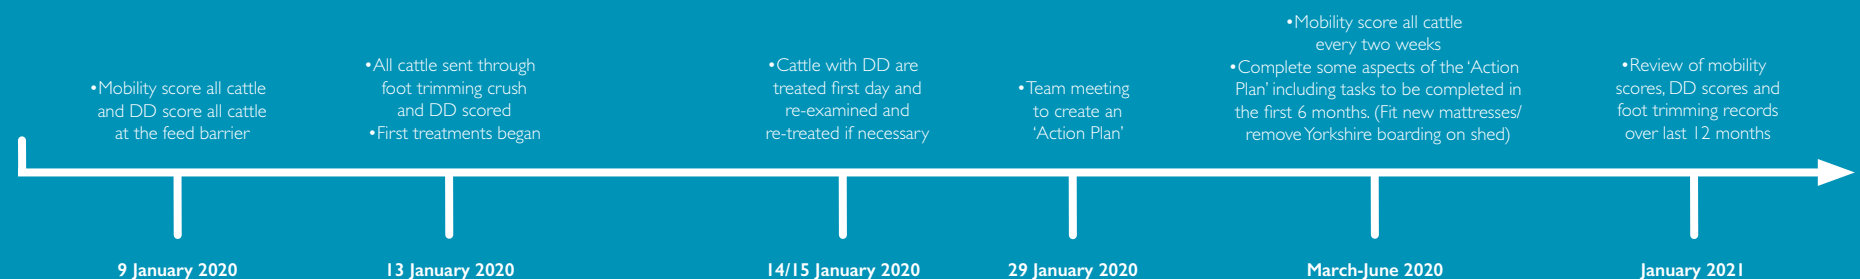 •Mobility score all cattle
and DD score all cattle
at the feed barrier
9 January 2020
•All cattle sent through
foot trimming crush
and DD scored
•First treatments began
13 January 2020
•Cattle with DD are
treated first day and
re-examined and
re-treated if necessary
14/15 January 2020
•Team meeting
to create an
‘Action Plan’
29 January 2020
•Mobility score all cattle
every two weeks
•Complete some aspects of the ‘Action
Plan’ including tasks to be completed in
the first 6 months. (Fit new mattresses/
remove Yorkshire boarding on shed)
March-June 2020
•Review of mobility
scores, DD scores and
foot trimming records
over last 12 months
January 2021